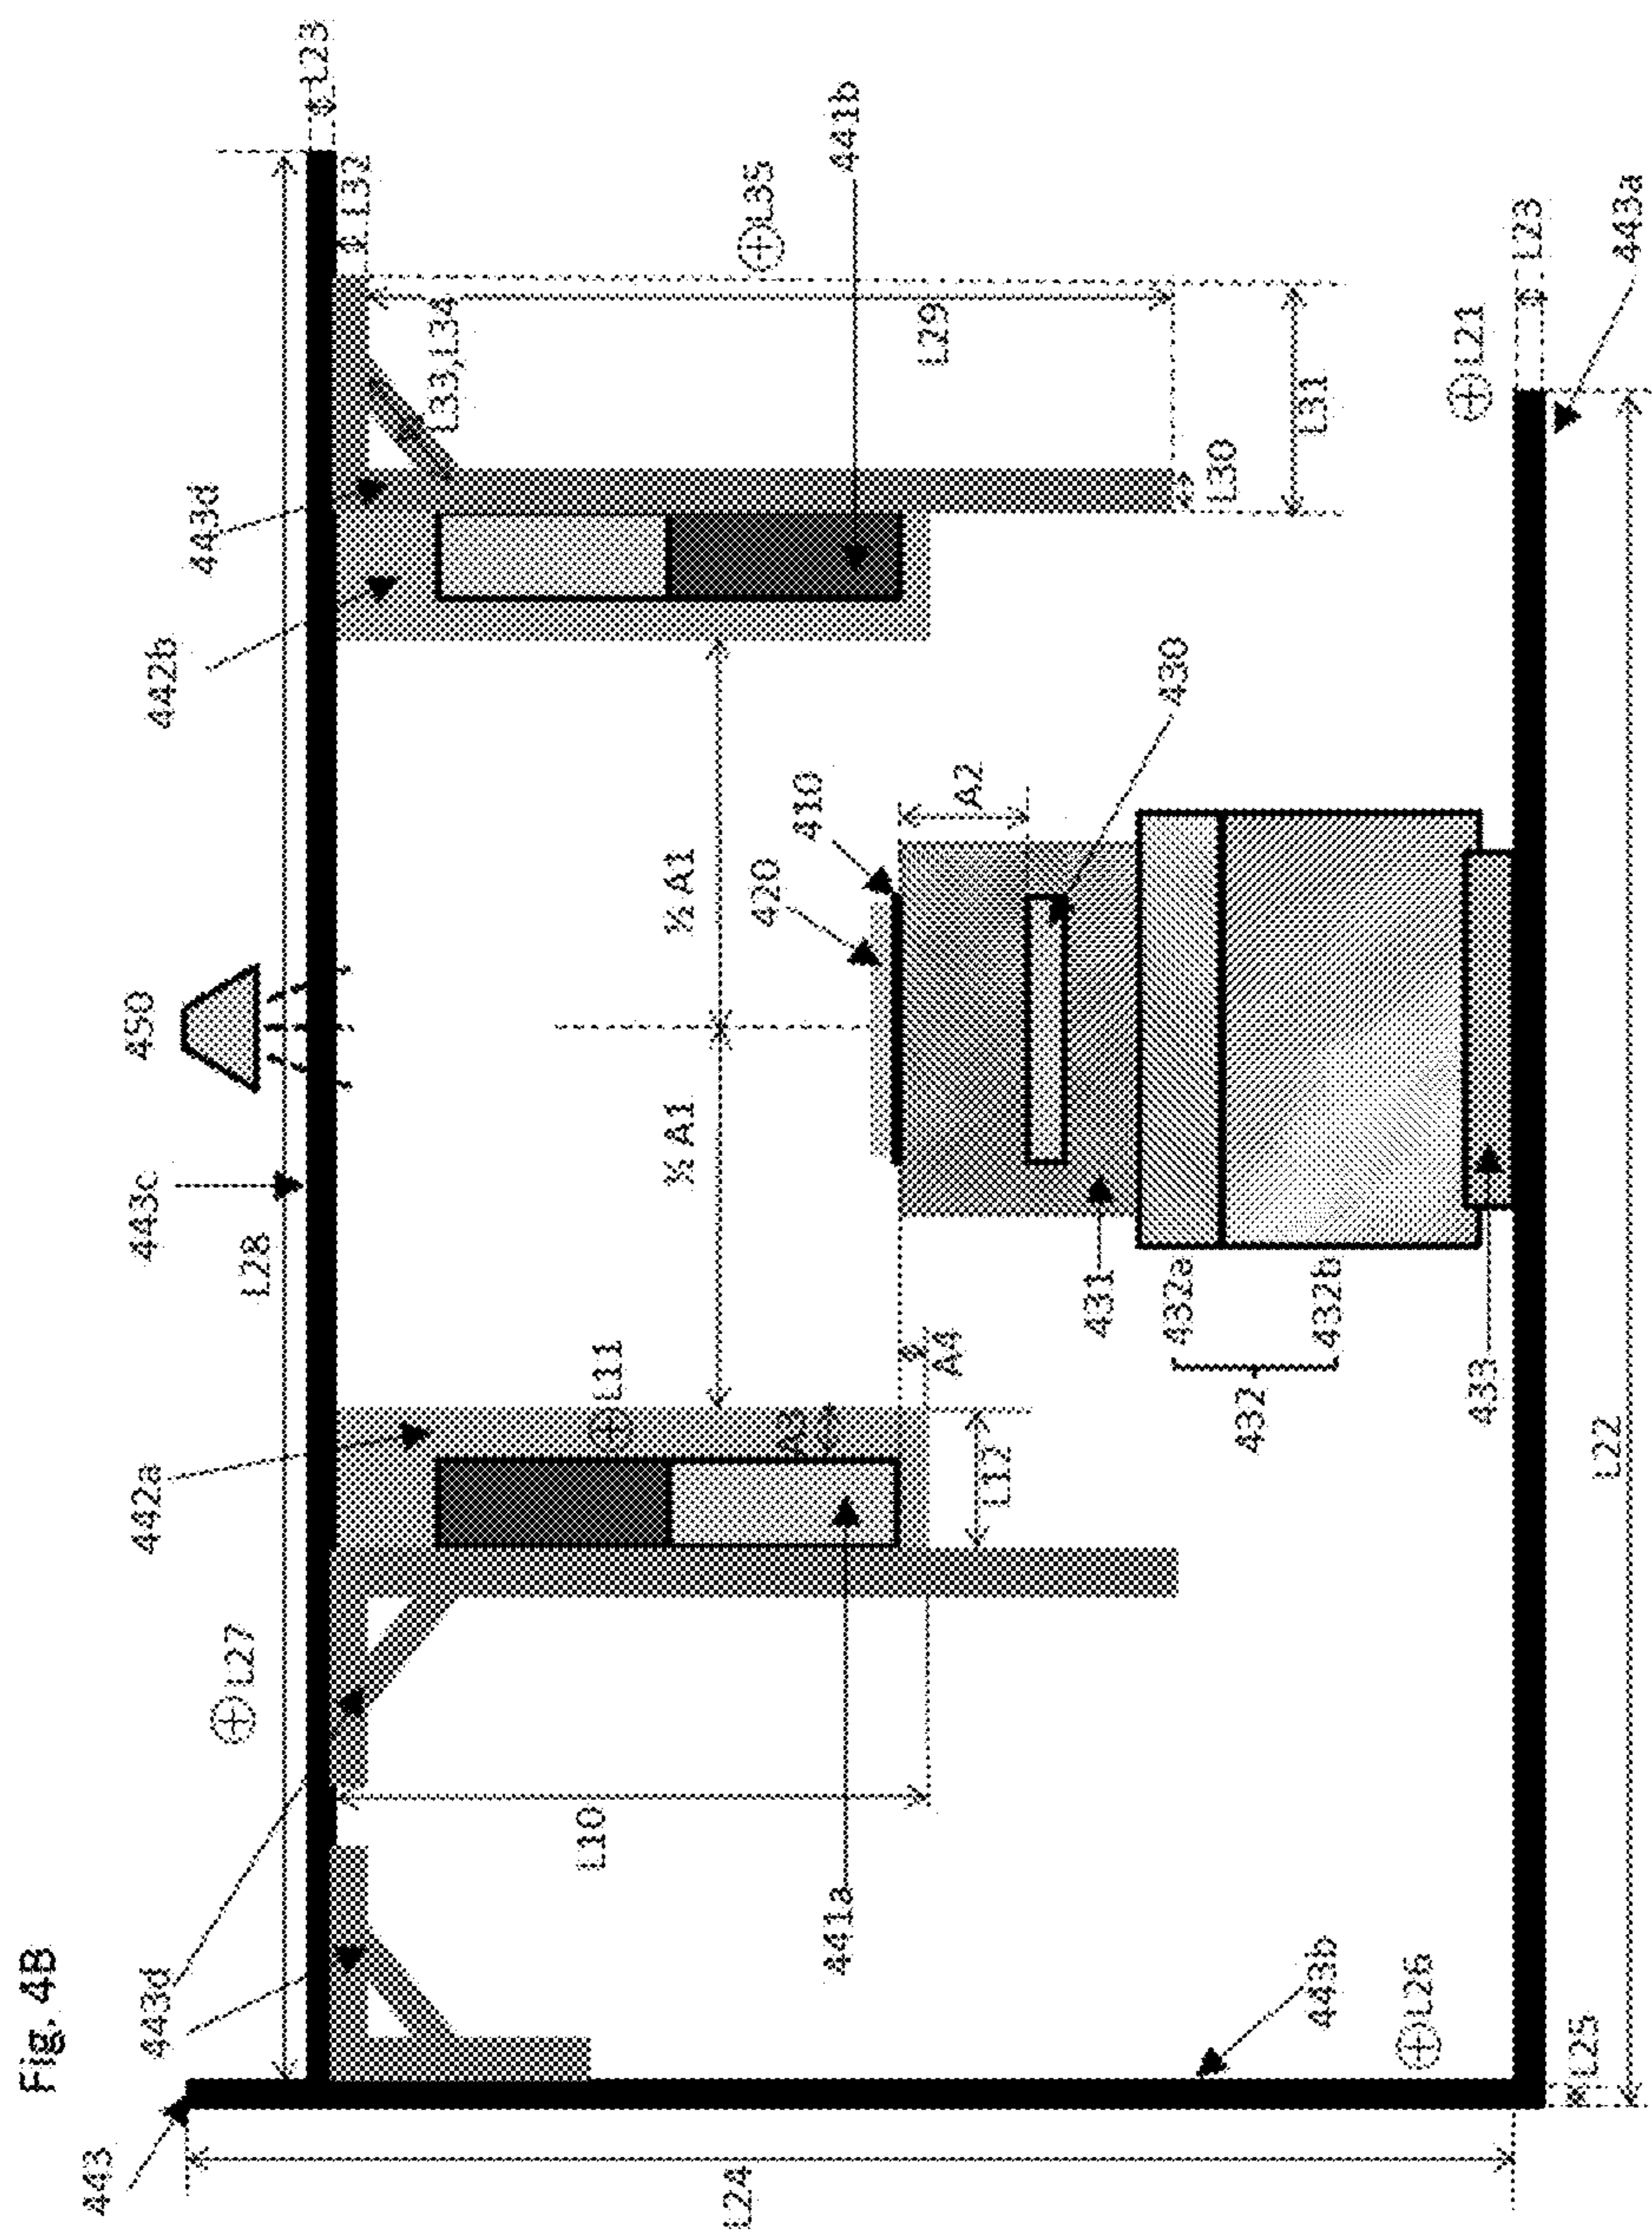 Fig. 4B
443
443d
442a
443c
450
442b
443d
L23
L27
L28
L32
L33,L34
L35
441b
L24
L10
L11
½ A1
½ A1
A3
420
410
A2
L29
441a
A4
L12
431
432a
432b
432
430
L30
L31
443b
L26
433
L21
L23
L25
L22
443a